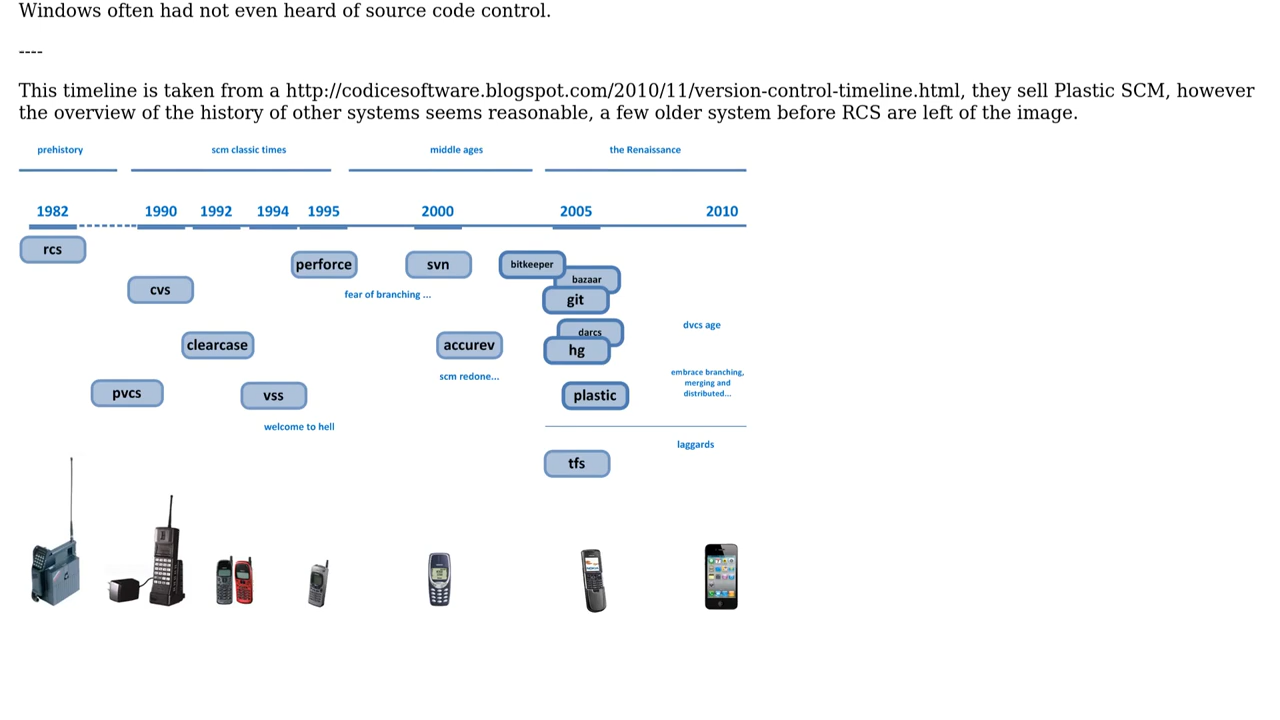 Windows often had not even heard of source code control.
----
This timeline is taken from a http://codicesoftware.blogspot.com/2010/11/version-control-timeline.html, they sell Plastic SCM, however
the overview of the history of other systems seems reasonable, a few older system before RCS are left of the image.
prehistory scm classic times middle ages the Renaissance
1982 1990 1992 1994 1995 2000 2005 2010
rcs
perforce svn bitkeeper
bazaar
cvs
fear of branching ...
git
dvcs age
darcs
clearcase accurev hg
scm redone...
embrace branching,
merging and
distributed...
pvcs vss plastic
welcome to hell
laggards
tfs